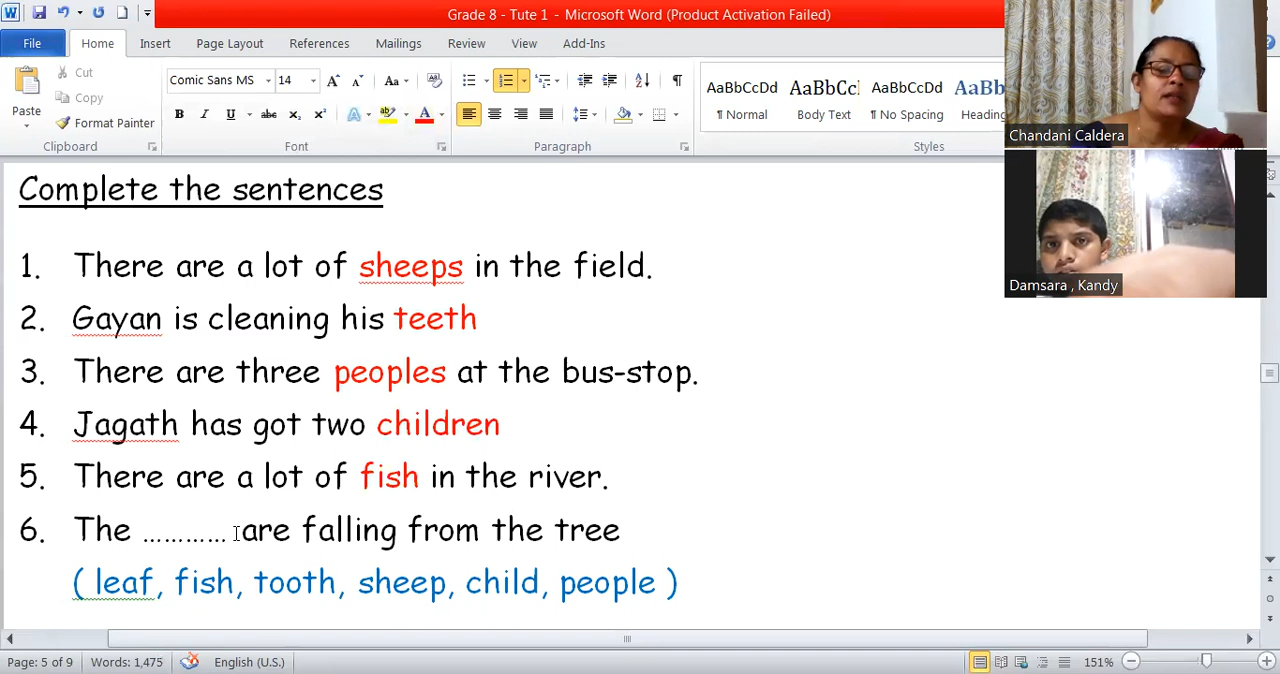 Grade 8 - Tute 1 - Microsoft Word (Product Activation Failed)
File Home Insert Page Layout References Mailings Review View Add-Ins
Paste
Cut
Copy
Format Painter
Clipboard
Comic Sans MS 14
Font
Paragraph
AaBbCcDd AaBbCc AaBbCcDd AaBb
¶ Normal Body Text ¶ No Spacing Heading
Styles
Chandani Caldera
Damsara , Kandy
Complete the sentences
1. There are a lot of sheeps in the field.
2. Gayan is cleaning his teeth
3. There are three peoples at the bus-stop.
4. Jagath has got two children
5. There are a lot of fish in the river.
6. The ………… are falling from the tree
( leaf, fish, tooth, sheep, child, people )
Page: 5 of 9 Words: 1,475 English (U.S.) 151%